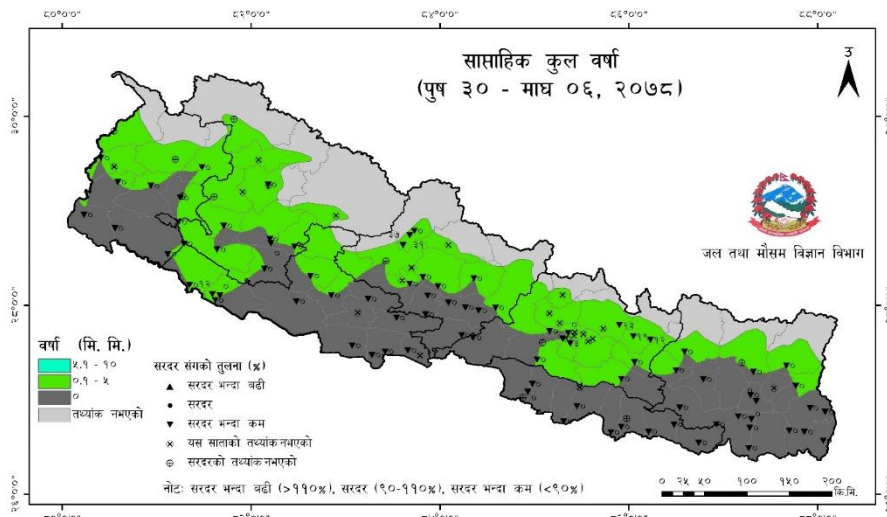 ८०°०'०" ८२°०'०" ८४°०'०" ८६°०'०" ८८°०'०"
साप्ताहिक कुल वर्षा
(पुष ३० - माघ ०६, २०७८)
उ
३०°०'०"
जल तथा मौसम विज्ञान विभाग
२८°०'०"
वर्षा (मि. मि.)
५.१ - १०
०.१ - ५
०
तथ्यांक नभएको
सरदर संगको तुलना (%)
सरदर भन्दा बढी
सरदर
सरदर भन्दा कम
यस साताको तथ्यांक नभएको
सरदरको तथ्यांक नभएको
नोटः सरदर भन्दा बढी (>११०%), सरदर (९०-११०%), सरदर भन्दा कम (<९०%)
० २५ ५० १०० १५० २०० कि.मि.